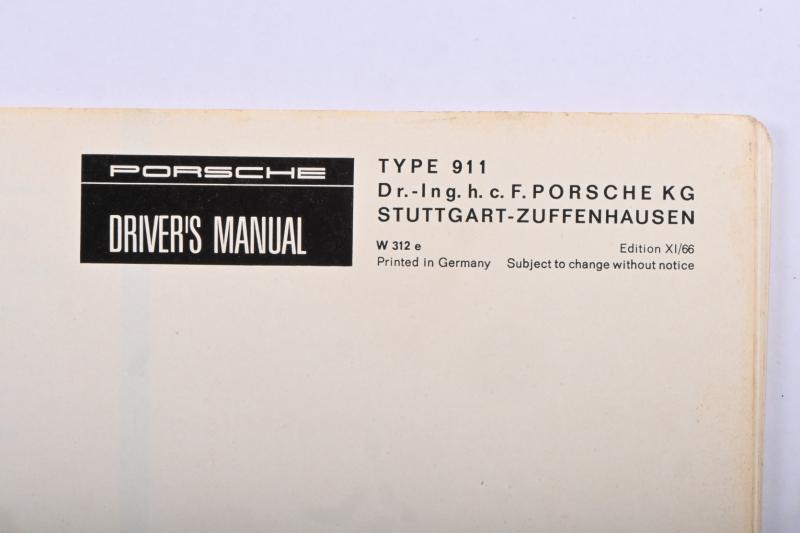 PORSCHE
DRIVER'S MANUAL
TYPE 911
Dr.-Ing. h. c. F. PORSCHE KG
STUTTGART-ZUFFENHAUSEN
W 312 e Edition XI/66
Printed in Germany Subject to change without notice